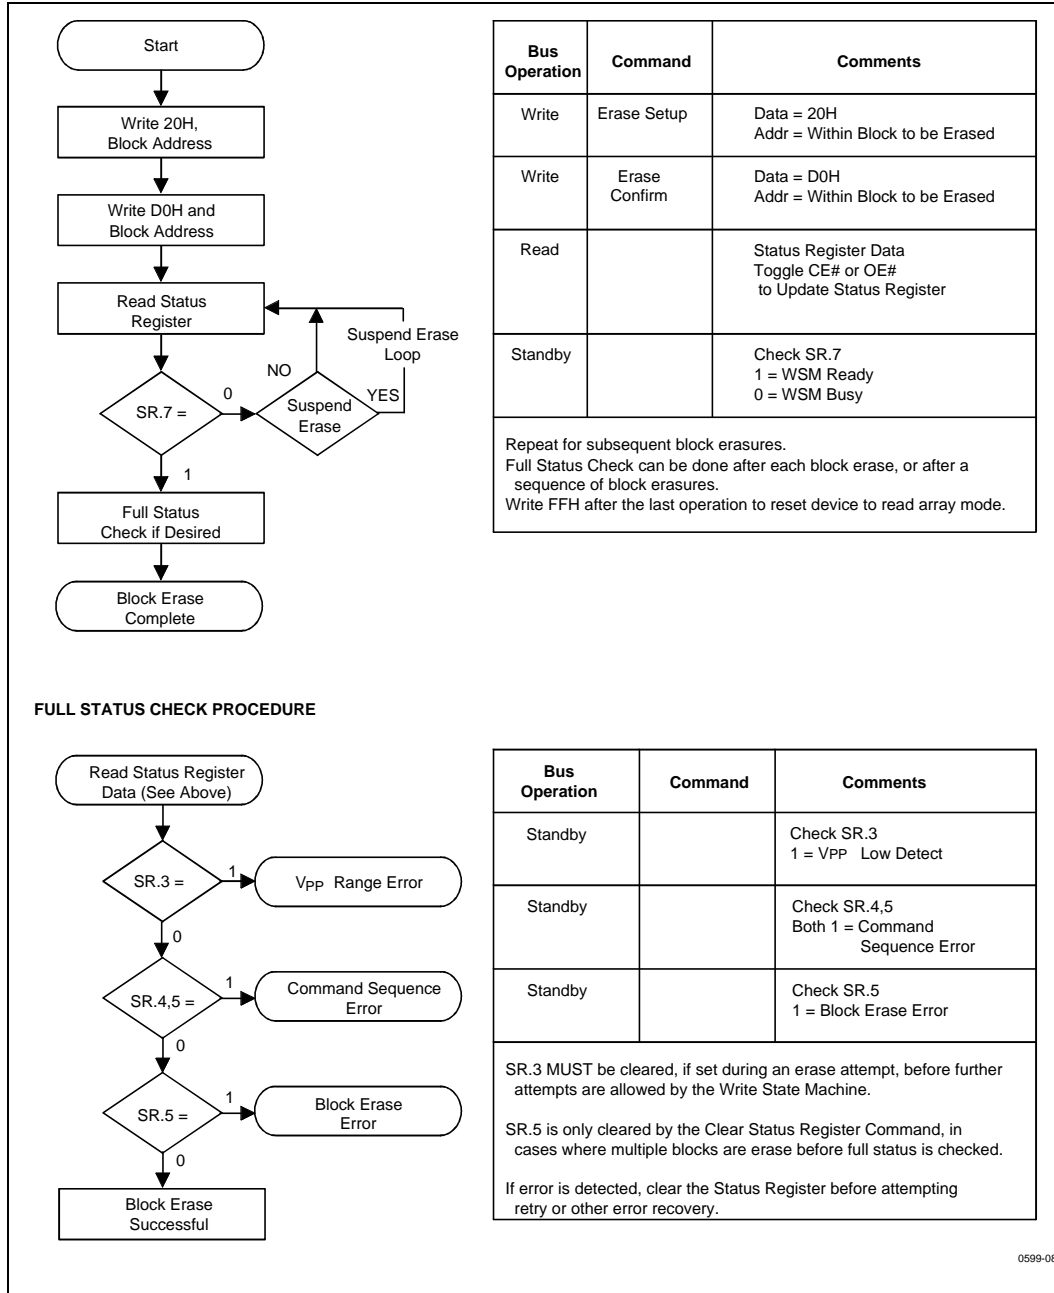 Start
Write 20H,
Block Address
Write D0H and
Block Address
Read Status
Register
Suspend Erase
Loop
NO
YES
0
SR.7 =
Suspend
Erase
1
Full Status
Check if Desired
Block Erase
Complete
Bus
Operation
Command
Comments
Write
Erase Setup
Data = 20H
Addr = Within Block to be Erased
Write
Erase
Confirm
Data = D0H
Addr = Within Block to be Erased
Read
Status Register Data
Toggle CE# or OE#
to Update Status Register
Standby
Check SR.7
1 = WSM Ready
0 = WSM Busy
Repeat for subsequent block erasures.
Full Status Check can be done after each block erase, or after a
sequence of block erasures.
Write FFH after the last operation to reset device to read array mode.
FULL STATUS CHECK PROCEDURE
Read Status Register
Data (See Above)
SR.3 =
1
VPP Range Error
0
SR.4,5 =
1
Command Sequence
Error
0
SR.5 =
1
Block Erase
Error
0
Block Erase
Successful
Bus
Operation
Command
Comments
Standby
Check SR.3
1 = VPP Low Detect
Standby
Check SR.4,5
Both 1 = Command
Sequence Error
Standby
Check SR.5
1 = Block Erase Error
SR.3 MUST be cleared, if set during an erase attempt, before further
attempts are allowed by the Write State Machine.
SR.5 is only cleared by the Clear Status Register Command, in
cases where multiple blocks are erase before full status is checked.
If error is detected, clear the Status Register before attempting
retry or other error recovery.
0599-08